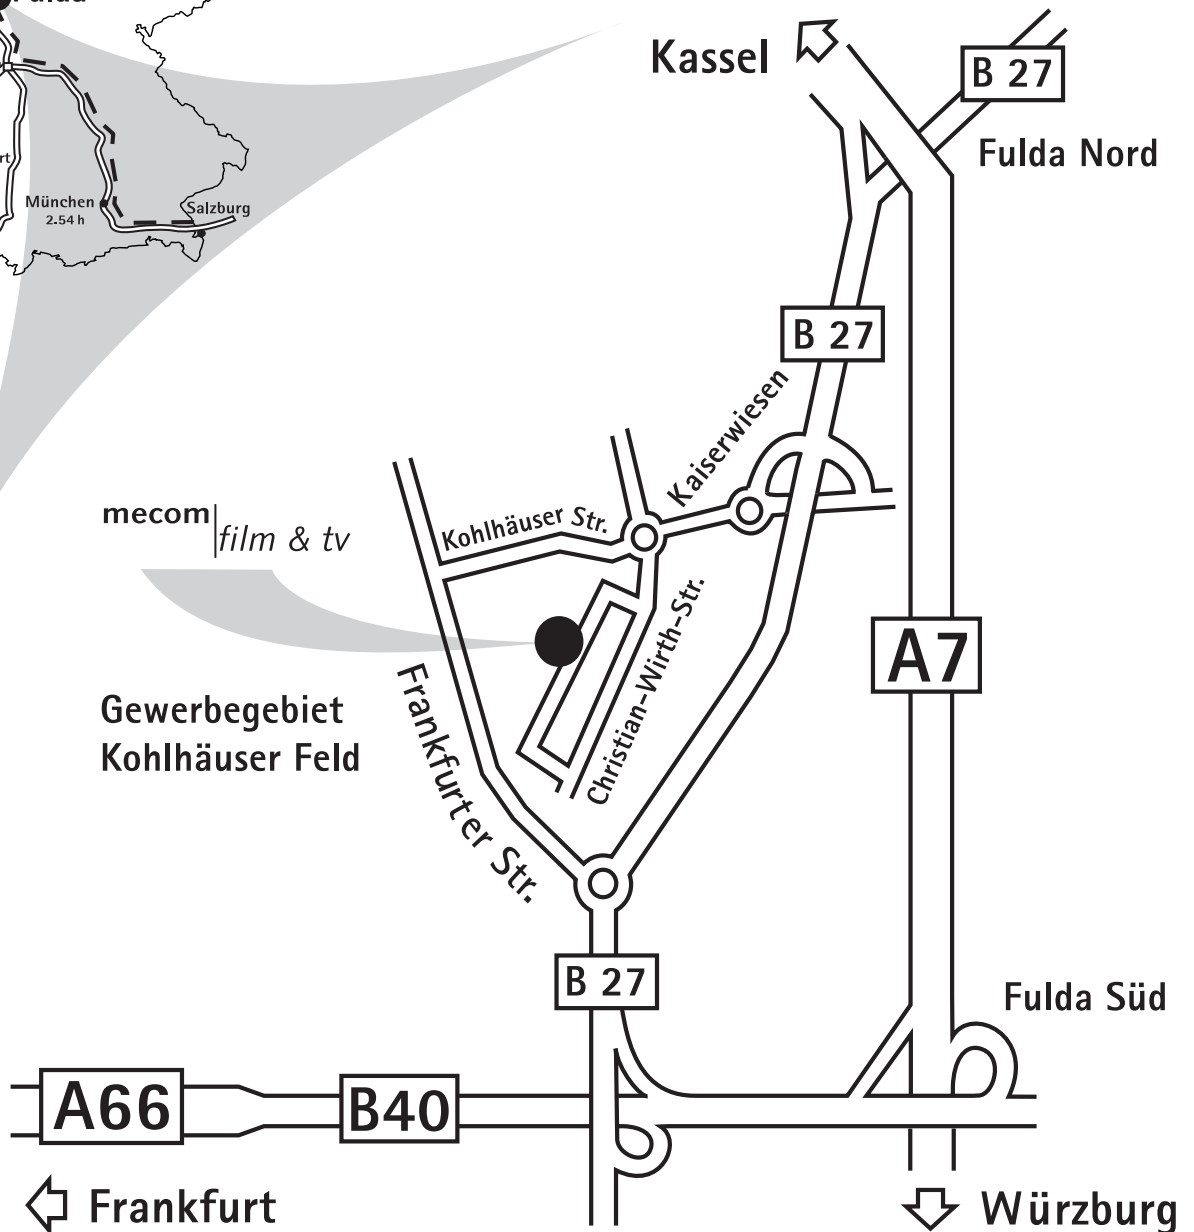 Fulda
Kassel
B 27
Fulda Nord
München
2.54 h
Salzburg
B 27
Kaiserwiesen
mecom
film & tv
Kohlhäuser Str.
Christian-Wirth-Str.
A7
Frankfurter Str.
Gewerbegebiet
Kohlhäuser Feld
B 27
Fulda Süd
A66
B40
Frankfurt
Würzburg